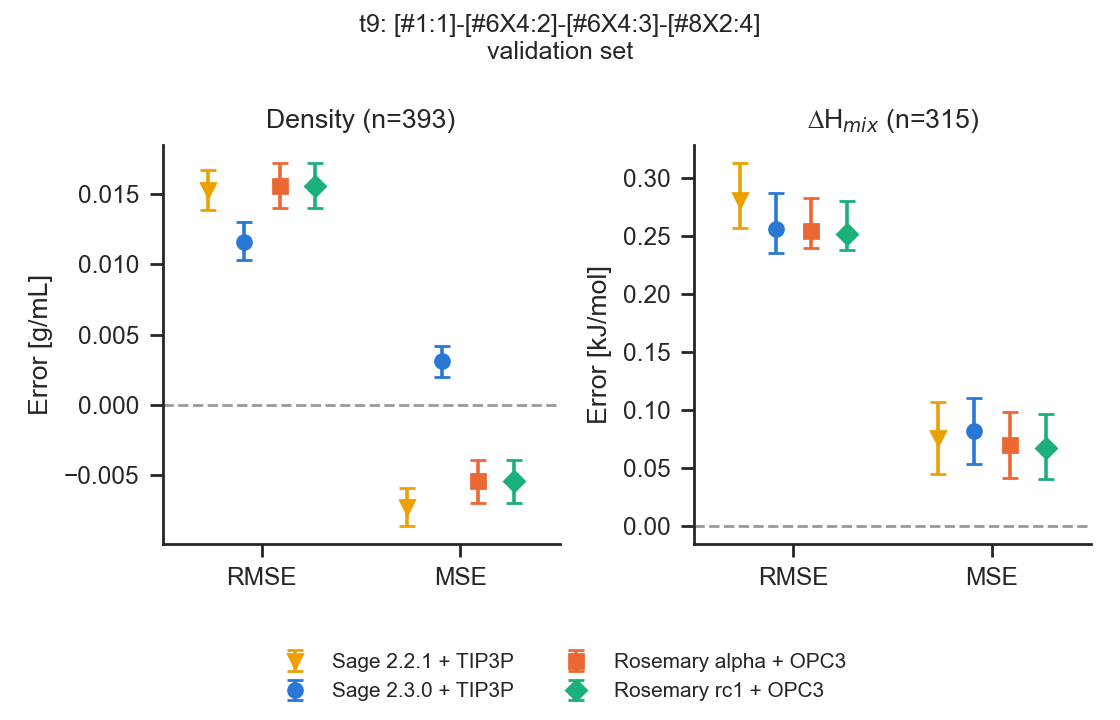 t9: [#1:1]-[#6X4:2]-[#6X4:3]-[#8X2:4]
validation set
Density (n=393)
ΔH_mix (n=315)
Error [g/mL]
0.015
0.010
0.005
0.000
−0.005
RMSE
MSE
Error [kJ/mol]
0.30
0.25
0.20
0.15
0.10
0.05
0.00
RMSE
MSE
Sage 2.2.1 + TIP3P
Sage 2.3.0 + TIP3P
Rosemary alpha + OPC3
Rosemary rc1 + OPC3